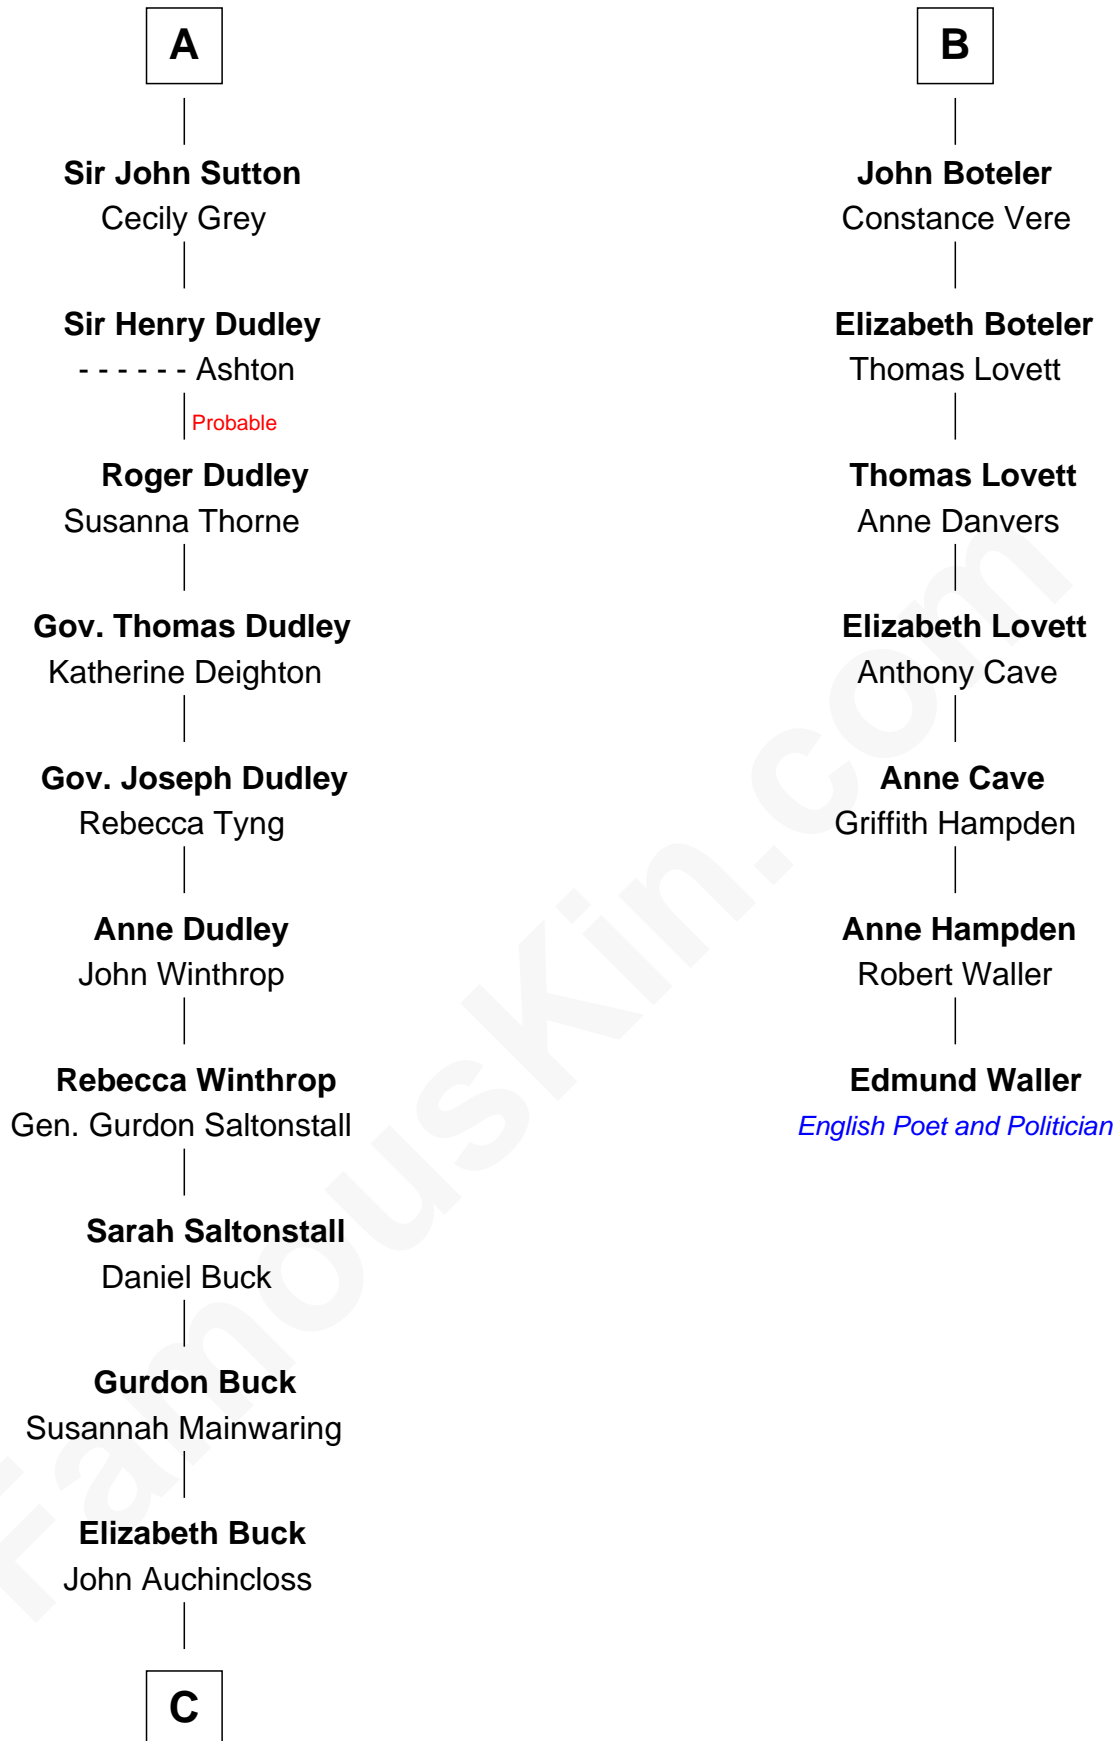 A
Sir John Sutton
Cecily Grey
Sir Henry Dudley
- - - - - - Ashton
Probable
Roger Dudley
Susanna Thorne
Gov. Thomas Dudley
Katherine Deighton
Gov. Joseph Dudley
Rebecca Tyng
Anne Dudley
John Winthrop
Rebecca Winthrop
Gen. Gurdon Saltonstall
Sarah Saltonstall
Daniel Buck
Gurdon Buck
Susannah Mainwaring
Elizabeth Buck
John Auchincloss
C
B
John Boteler
Constance Vere
Elizabeth Boteler
Thomas Lovett
Thomas Lovett
Anne Danvers
Elizabeth Lovett
Anthony Cave
Anne Cave
Griffith Hampden
Anne Hampden
Robert Waller
Edmund Waller
English Poet and Politician
FamousKin.com